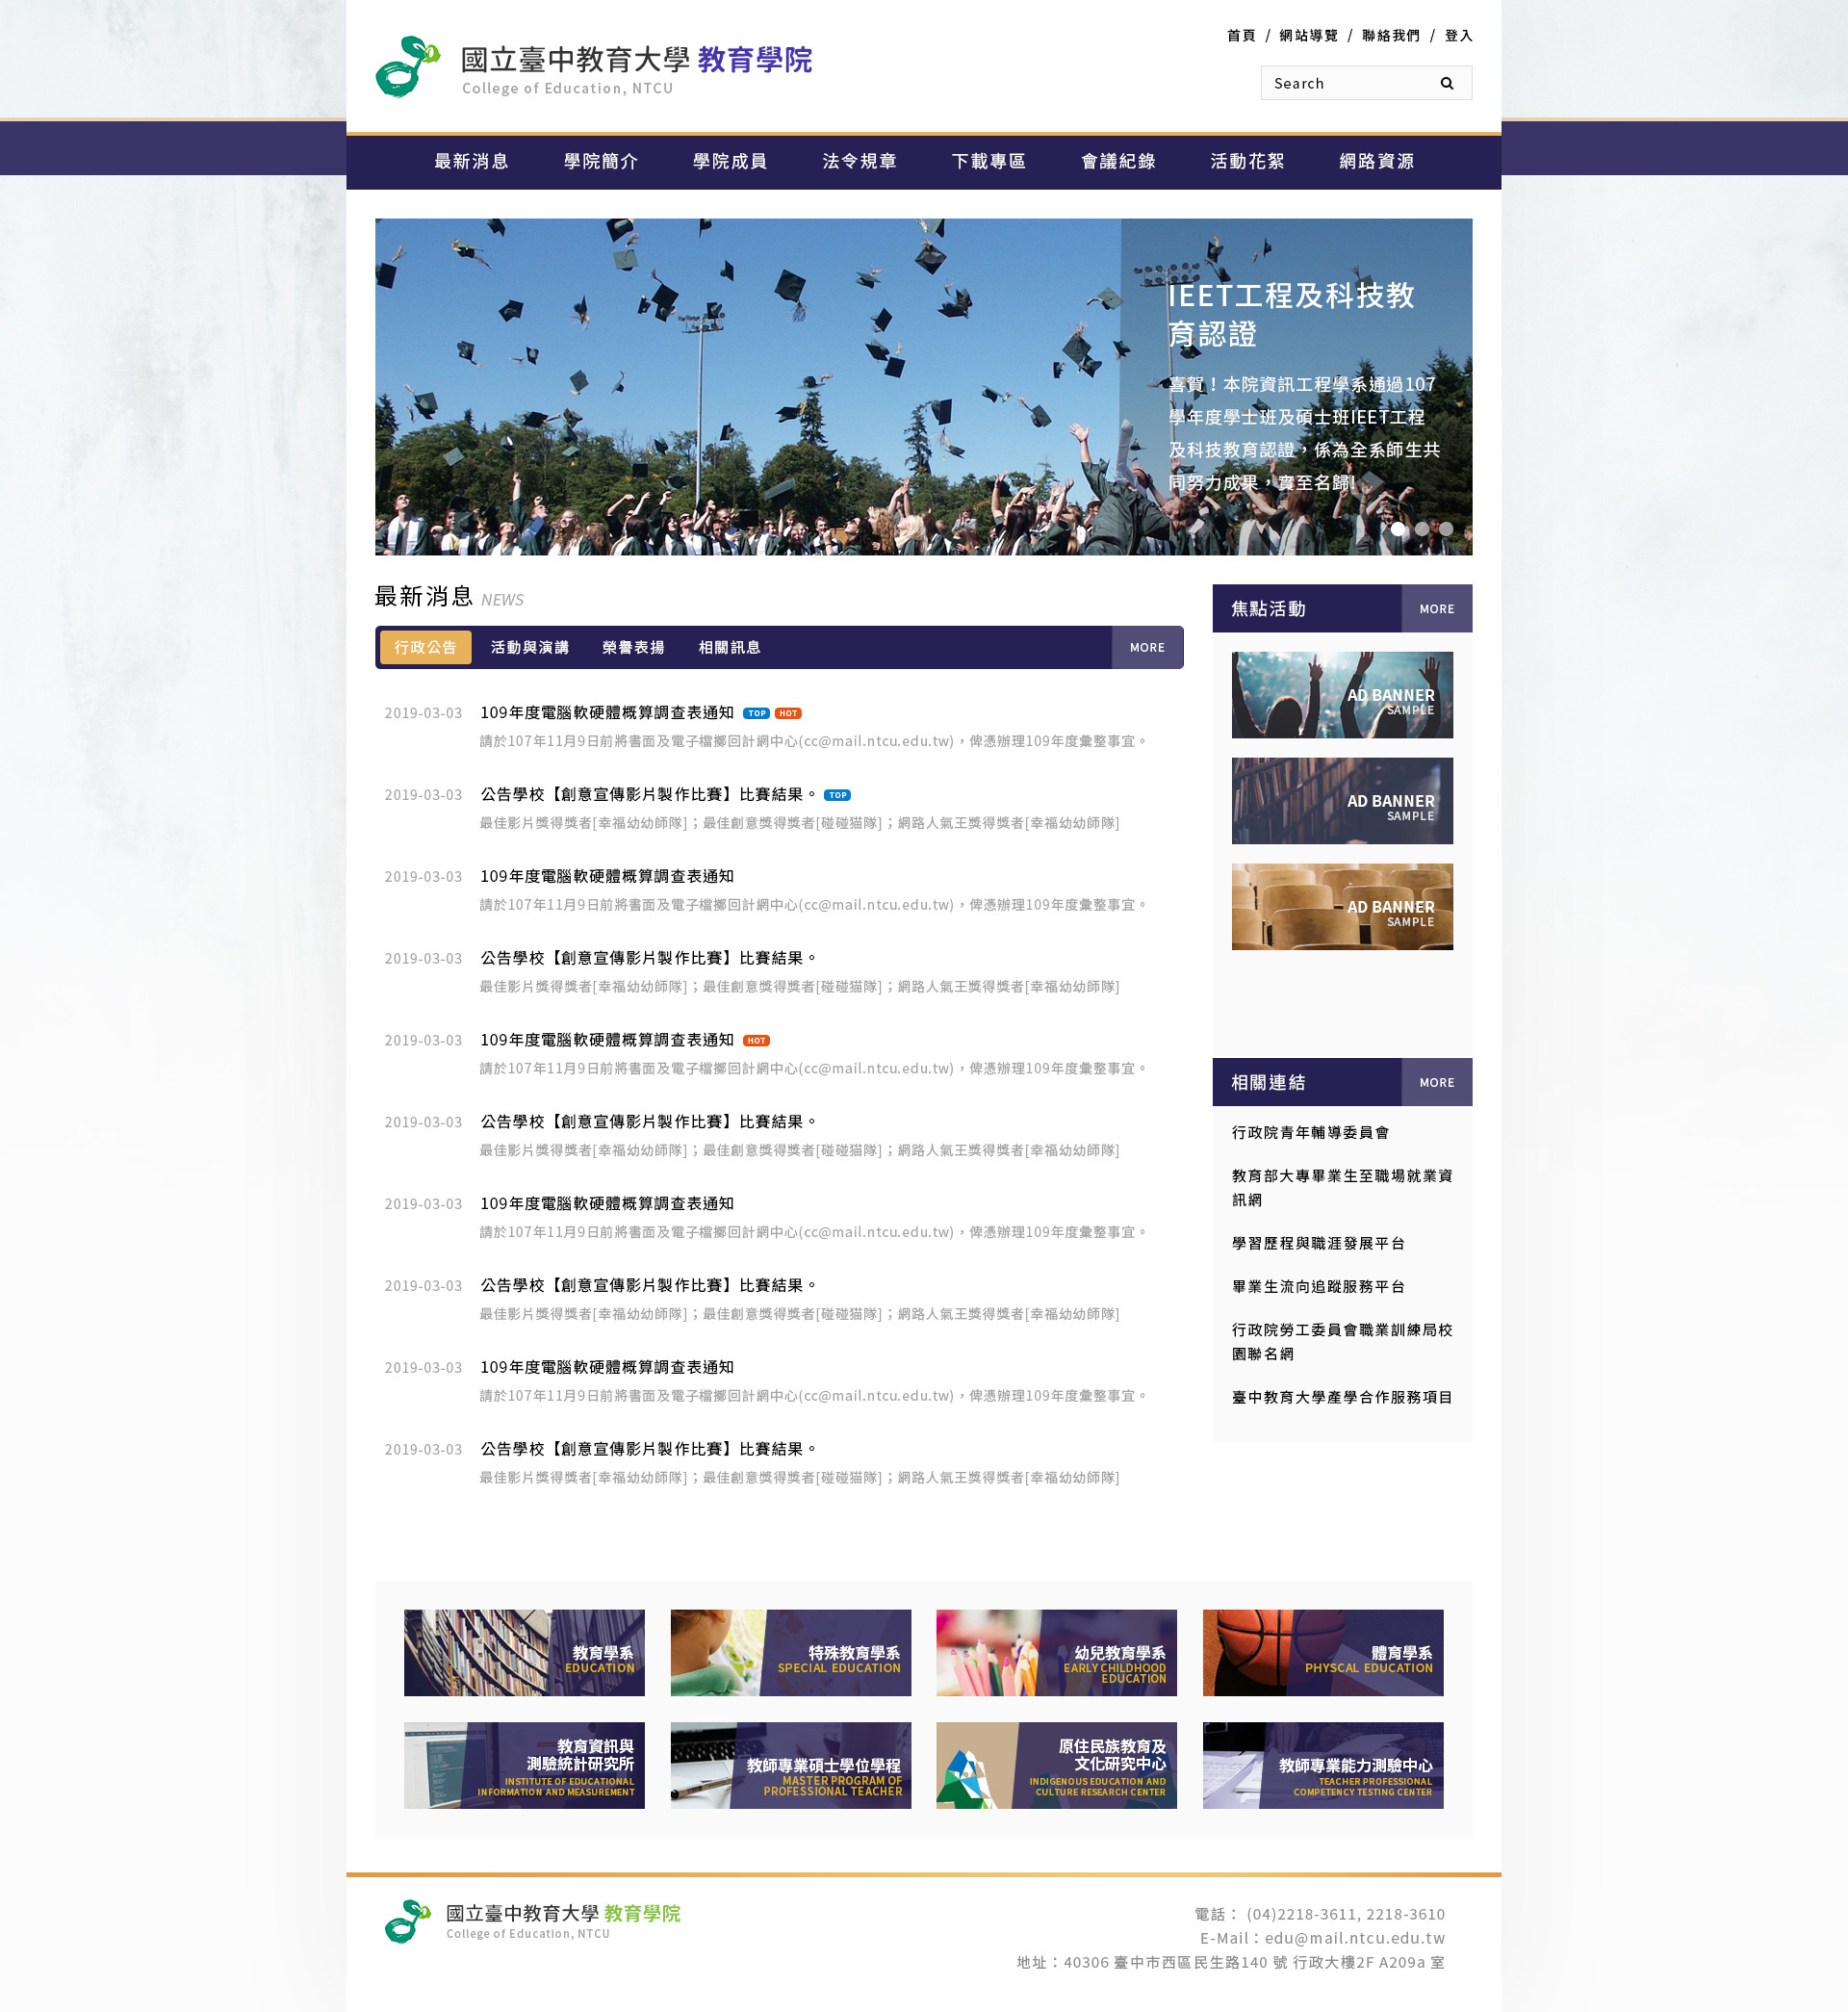 國立臺中教育大學 教育學院
College of Education, NTCU
首頁 / 網站導覽 / 聯絡我們 / 登入
Search
最新消息 學院簡介 學院成員 法令規章 下載專區 會議紀錄 活動花絮 網路資源
IEET工程及科技教
育認證
喜賀！本院資訊工程學系通過107
學年度學士班及碩士班IEET工程
及科技教育認證，係為全系師生共
同努力成果，實至名歸!
最新消息 NEWS
行政公告 活動與演講 榮譽表揚 相關訊息 MORE
2019-03-03 109年度電腦軟硬體概算調查表通知 TOP HOT
請於107年11月9日前將書面及電子檔擲回計網中心(cc@mail.ntcu.edu.tw)，俾憑辦理109年度彙整事宜。
2019-03-03 公告學校【創意宣傳影片製作比賽】比賽結果。 TOP
最佳影片獎得獎者[幸福幼幼師隊]；最佳創意獎得獎者[碰碰猫隊]；網路人氣王獎得獎者[幸福幼幼師隊]
2019-03-03 109年度電腦軟硬體概算調查表通知
請於107年11月9日前將書面及電子檔擲回計網中心(cc@mail.ntcu.edu.tw)，俾憑辦理109年度彙整事宜。
2019-03-03 公告學校【創意宣傳影片製作比賽】比賽結果。
最佳影片獎得獎者[幸福幼幼師隊]；最佳創意獎得獎者[碰碰猫隊]；網路人氣王獎得獎者[幸福幼幼師隊]
2019-03-03 109年度電腦軟硬體概算調查表通知 HOT
請於107年11月9日前將書面及電子檔擲回計網中心(cc@mail.ntcu.edu.tw)，俾憑辦理109年度彙整事宜。
2019-03-03 公告學校【創意宣傳影片製作比賽】比賽結果。
最佳影片獎得獎者[幸福幼幼師隊]；最佳創意獎得獎者[碰碰猫隊]；網路人氣王獎得獎者[幸福幼幼師隊]
2019-03-03 109年度電腦軟硬體概算調查表通知
請於107年11月9日前將書面及電子檔擲回計網中心(cc@mail.ntcu.edu.tw)，俾憑辦理109年度彙整事宜。
2019-03-03 公告學校【創意宣傳影片製作比賽】比賽結果。
最佳影片獎得獎者[幸福幼幼師隊]；最佳創意獎得獎者[碰碰猫隊]；網路人氣王獎得獎者[幸福幼幼師隊]
2019-03-03 109年度電腦軟硬體概算調查表通知
請於107年11月9日前將書面及電子檔擲回計網中心(cc@mail.ntcu.edu.tw)，俾憑辦理109年度彙整事宜。
2019-03-03 公告學校【創意宣傳影片製作比賽】比賽結果。
最佳影片獎得獎者[幸福幼幼師隊]；最佳創意獎得獎者[碰碰猫隊]；網路人氣王獎得獎者[幸福幼幼師隊]
焦點活動 MORE
AD BANNER
SAMPLE
AD BANNER
SAMPLE
AD BANNER
SAMPLE
相關連結 MORE
行政院青年輔導委員會
教育部大專畢業生至職場就業資
訊網
學習歷程與職涯發展平台
畢業生流向追蹤服務平台
行政院勞工委員會職業訓練局校
園聯名網
臺中教育大學產學合作服務項目
教育學系
EDUCATION
特殊教育學系
SPECIAL EDUCATION
幼兒教育學系
EARLY CHILDHOOD
EDUCATION
體育學系
PHYSCAL EDUCATION
教育資訊與
測驗統計研究所
INSTITUTE OF EDUCATIONAL
INFORMATION AND MEASUREMENT
教師專業碩士學位學程
MASTER PROGRAM OF
PROFESSIONAL TEACHER
原住民族教育及
文化研究中心
INDIGENOUS EDUCATION AND
CULTURE RESEARCH CENTER
教師專業能力測驗中心
TEACHER PROFESSIONAL
COMPETENCY TESTING CENTER
國立臺中教育大學 教育學院
College of Education, NTCU
電話： (04)2218-3611, 2218-3610
E-Mail：edu@mail.ntcu.edu.tw
地址：40306 臺中市西區民生路140 號 行政大樓2F A209a 室